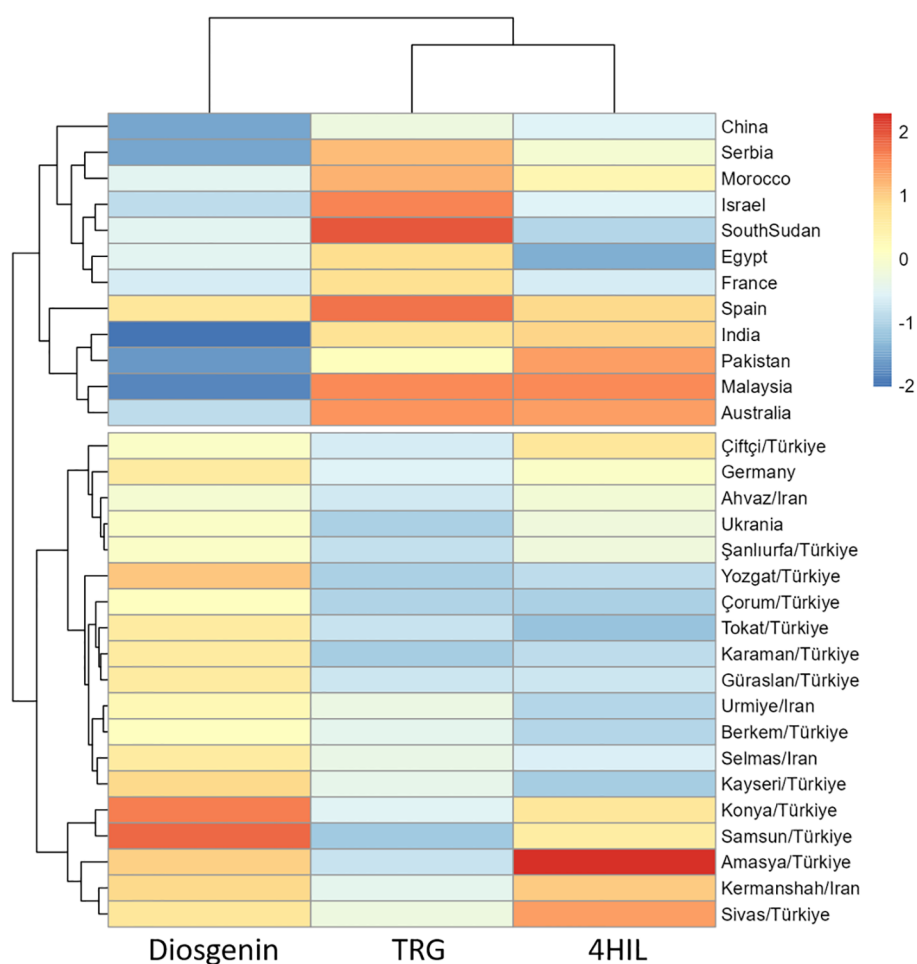 China
Serbia
Morocco
Israel
SouthSudan
Egypt
France
Spain
India
Pakistan
Malaysia
Australia
Çiftçi/Türkiye
Germany
Ahvaz/Iran
Ukrania
Şanlıurfa/Türkiye
Yozgat/Türkiye
Çorum/Türkiye
Tokat/Türkiye
Karaman/Türkiye
Güraslan/Türkiye
Urmiye/Iran
Berkem/Türkiye
Selmas/Iran
Kayseri/Türkiye
Konya/Türkiye
Samsun/Türkiye
Amasya/Türkiye
Kermanshah/Iran
Sivas/Türkiye
2
1
0
-1
-2
Diosgenin TRG 4HIL